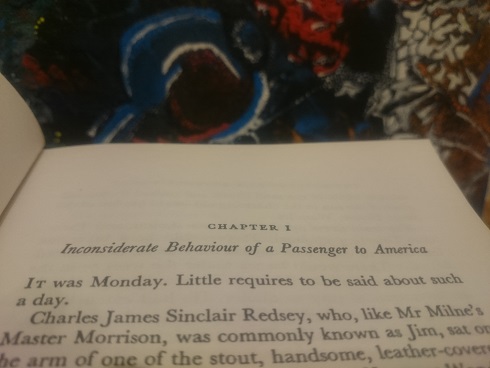 CHAPTER I
Inconsiderate Behaviour of a Passenger to America
IT was Monday. Little requires to be said about such
a day.
Charles James Sinclair Redsey, who, like Mr Milne's
Master Morrison, was commonly known as Jim, sat on
the arm of one of the stout, handsome, leather-covered